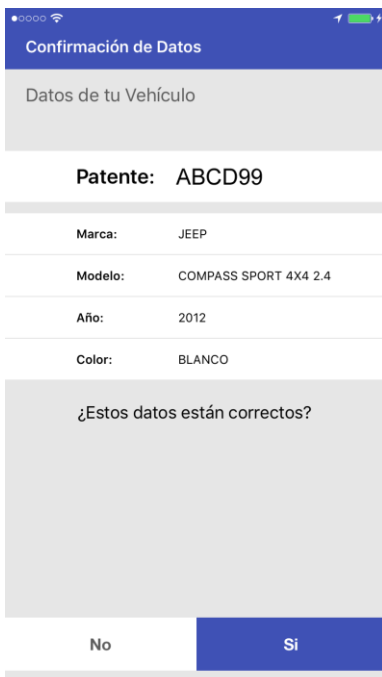 Confirmación de Datos
Datos de tu Vehículo
Patente: ABCD99
Marca: JEEP
Modelo: COMPASS SPORT 4X4 2.4
Año: 2012
Color: BLANCO
¿Estos datos están correctos?
No Si